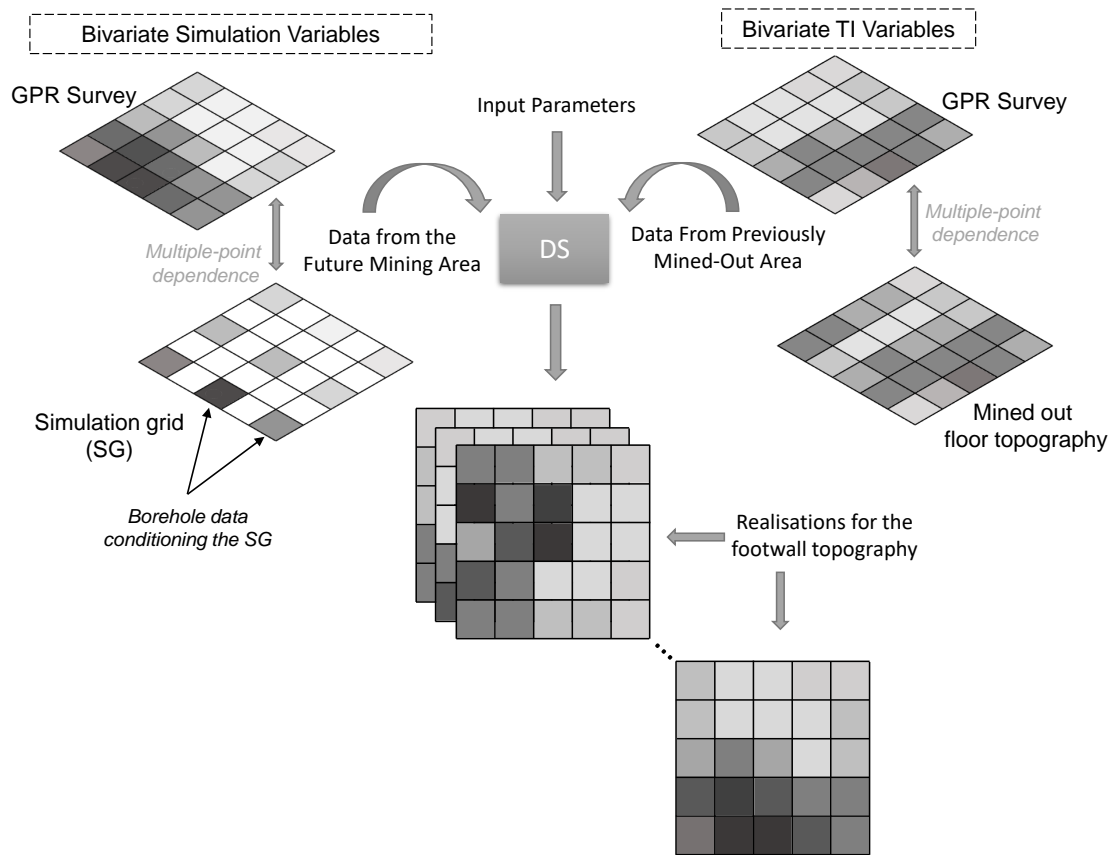 Bivariate Simulation Variables
Bivariate TI Variables
GPR Survey
Input Parameters
GPR Survey
Multiple-point
dependence
Data from the
Future Mining Area
DS
Data From Previously
Mined-Out Area
Multiple-point
dependence
Simulation grid
(SG)
Mined out
floor topography
Borehole data
conditioning the SG
Realisations for the
footwall topography